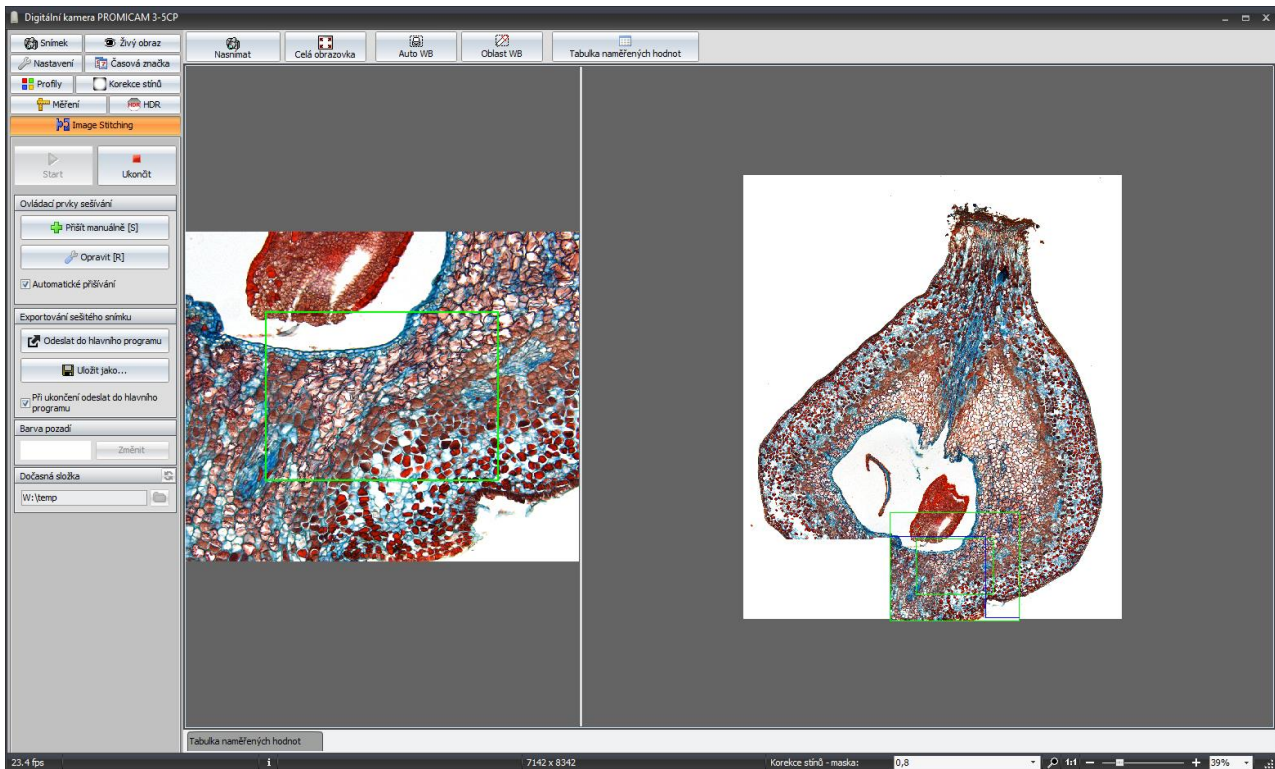 Digitální kamera PROMICAM 3-5CP
Snímek
Živý obraz
Nastavení
Časová značka
Profily
Korekce stínů
Měření
HDR
Image Stitching
Nasnímat
Celá obrazovka
Auto WB
Oblast WB
Tabulka naměřených hodnot
Start
Ukončit
Ovládací prvky sešívání
Přišít manuálně [S]
Opravit [R]
Automatické přišívání
Exportování sešitého snímku
Odeslat do hlavního programu
Uložit jako...
Při ukončení odeslat do hlavního
programu
Barva pozadí
Změnit
Dočasná složka
W:\temp
Tabulka naměřených hodnot
23.4 fps
i
7142 x 8342
Korekce stínů - maska:
0,8
1:1
39%